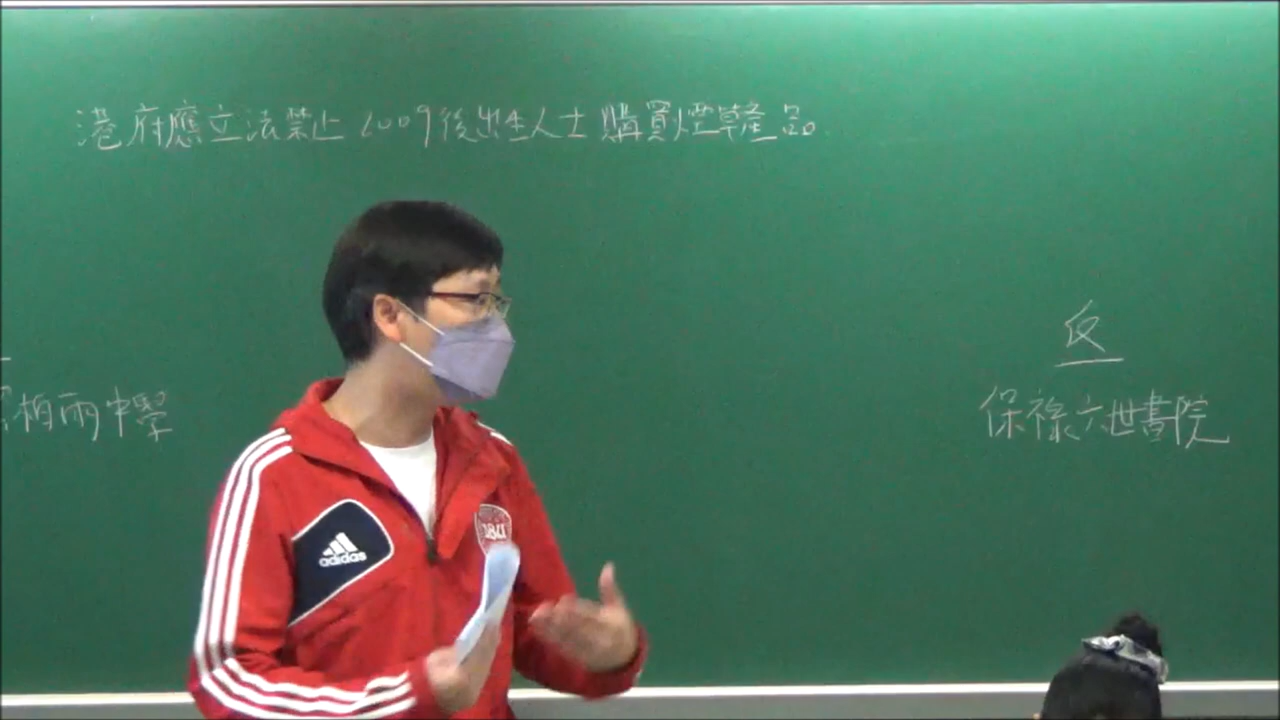 港府應立法禁止2009後出生人士購買煙草產品。
反
柏雨中學
保祿六世書院
adidas
DBU